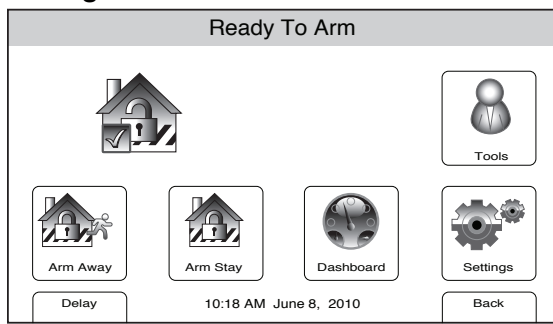 Ready To Arm
Tools
Arm Away Arm Stay Dashboard Settings
Delay 10:18 AM June 8, 2010 Back